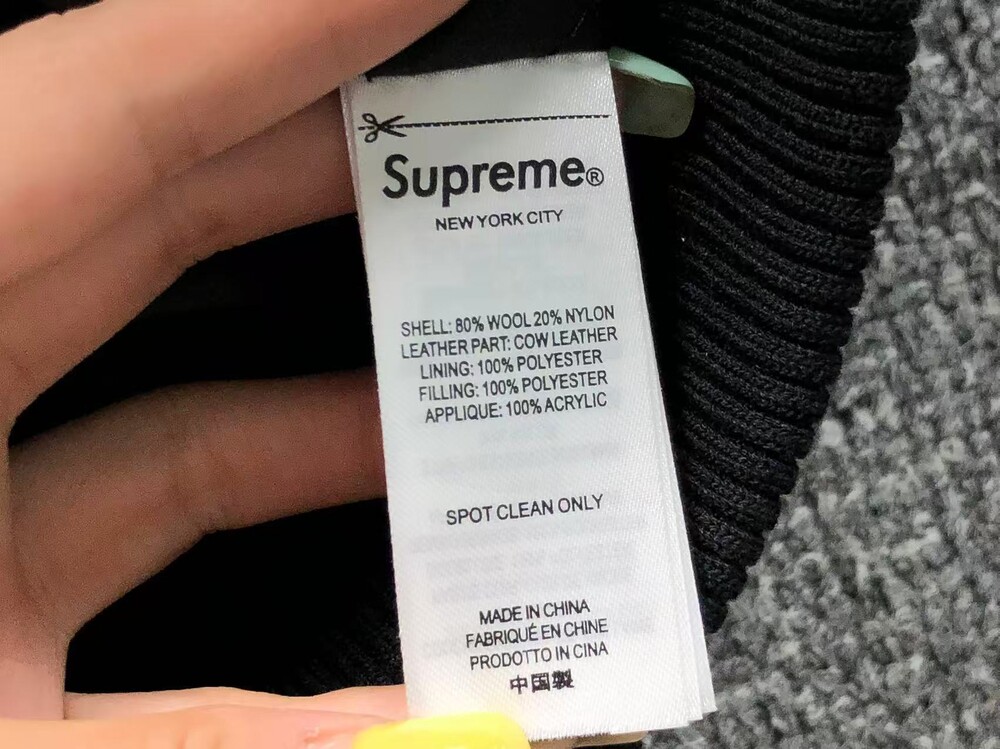 Supreme®
NEW YORK CITY
SHELL: 80% WOOL 20% NYLON
LEATHER PART: COW LEATHER
LINING: 100% POLYESTER
FILLING: 100% POLYESTER
APPLIQUE: 100% ACRYLIC
SPOT CLEAN ONLY
MADE IN CHINA
FABRIQUÉ EN CHINE
PRODOTTO IN CINA
中国製